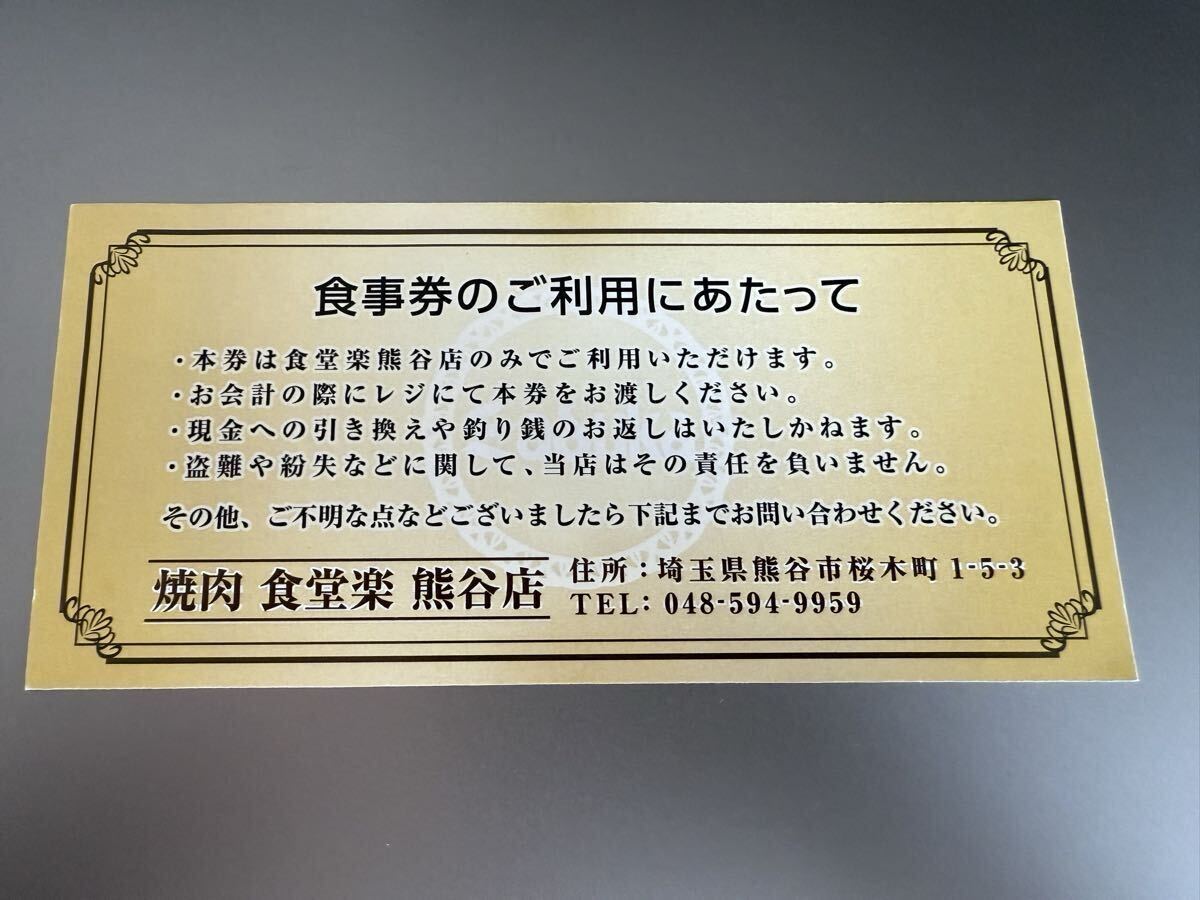 食事券のご利用にあたって
・本券は食堂楽熊谷店のみでご利用いただけます。
・お会計の際にレジにて本券をお渡しください。
・現金への引き換えや釣り銭のお返しはいたしかねます。
・盗難や紛失などに関して、当店はその責任を負いません。
その他、ご不明な点などございましたら下記までお問い合わせください。
焼肉 食堂楽 熊谷店
住所：埼玉県熊谷市桜木町 1-5-3
TEL: 048-594-9959